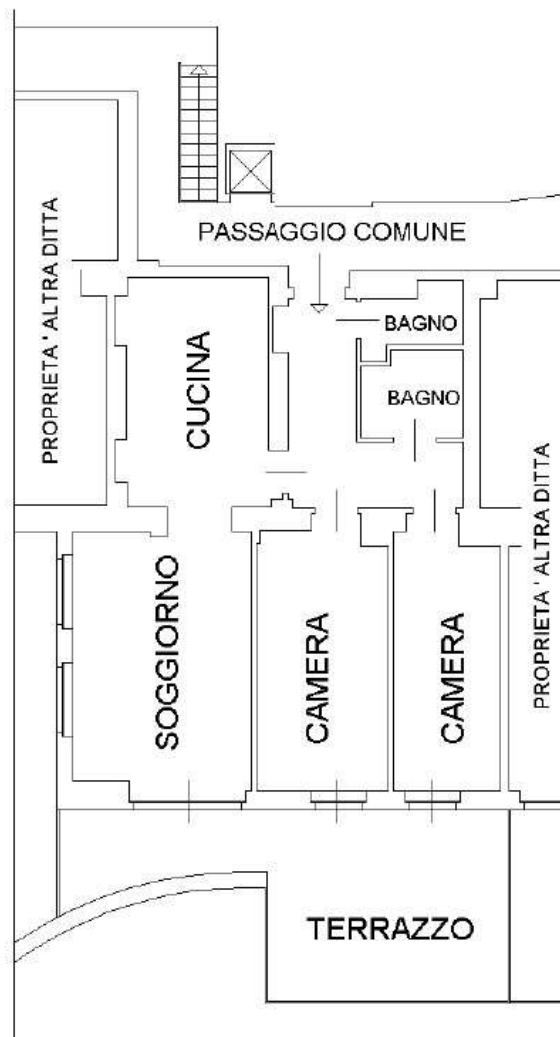 PASSAGGIO COMUNE
PROPRIETA' ALTRA DITTA
CUCINA
BAGNO
BAGNO
SOGGIORNO
CAMERA
CAMERA
PROPRIETA' ALTRA DITTA
TERRAZZO